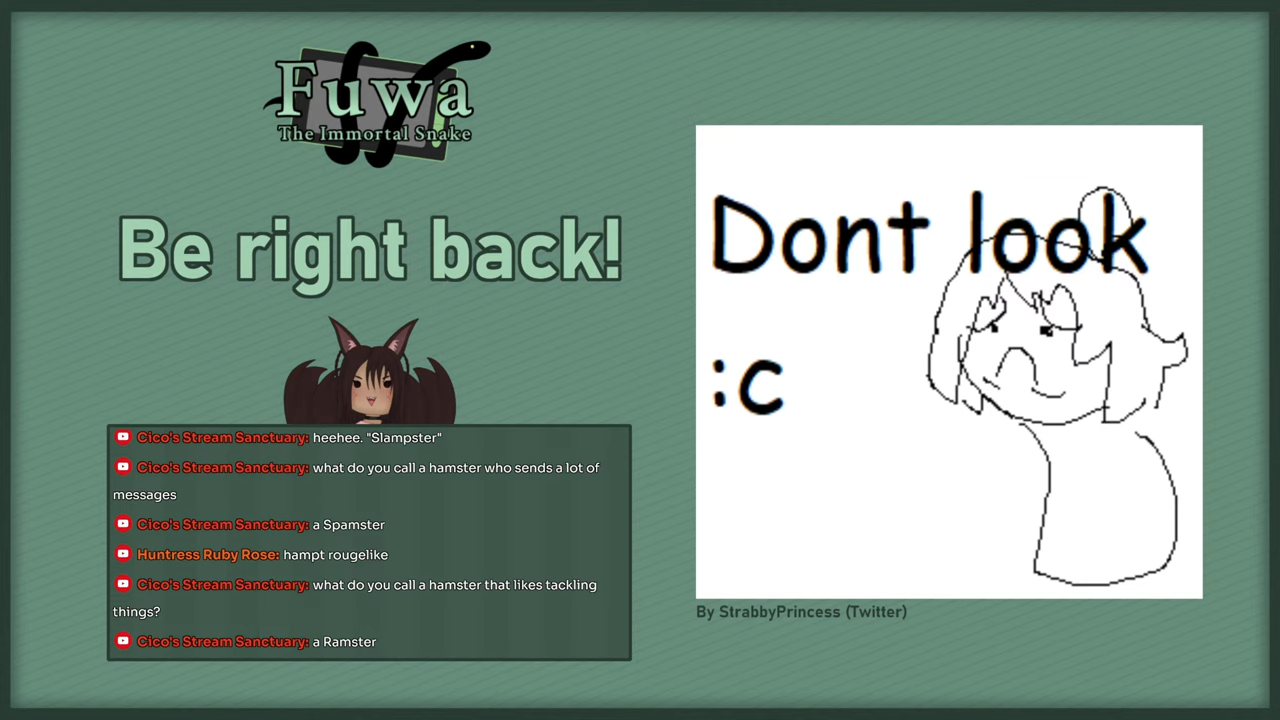 Fuwa
The Immortal Snake
Be right back!
Cico's Stream Sanctuary: heehee. "Slampster"
Cico's Stream Sanctuary: what do you call a hamster who sends a lot of
messages
Cico's Stream Sanctuary: a Spamster
Huntress Ruby Rose: hampt rougelike
Cico's Stream Sanctuary: what do you call a hamster that likes tackling
things?
Cico's Stream Sanctuary: a Ramster
Dont look
:c
By StrabbyPrincess (Twitter)